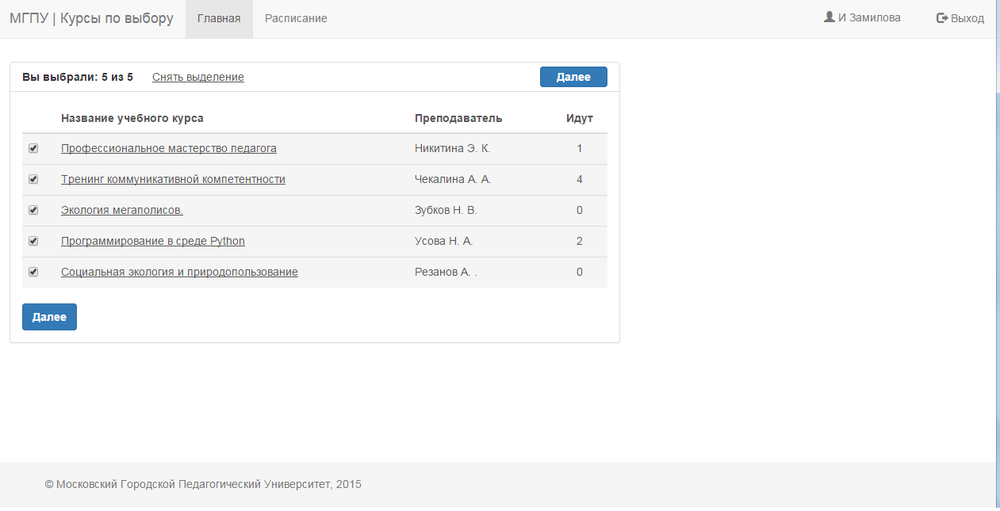 МГПУ | Курсы по выбору Главная Расписание И Замилова Выход
Вы выбрали: 5 из 5 Снять выделение Далее
Название учебного курса Преподаватель Идут
Профессиональное мастерство педагога Никитина Э. К. 1
Тренинг коммуникативной компетентности Чекалина А. А. 4
Экология мегаполисов. Зубков Н. В. 0
Программирование в среде Python Усова Н. А. 2
Социальная экология и природопользование Резанов А. . 0
Далее
© Московский Городской Педагогический Университет, 2015